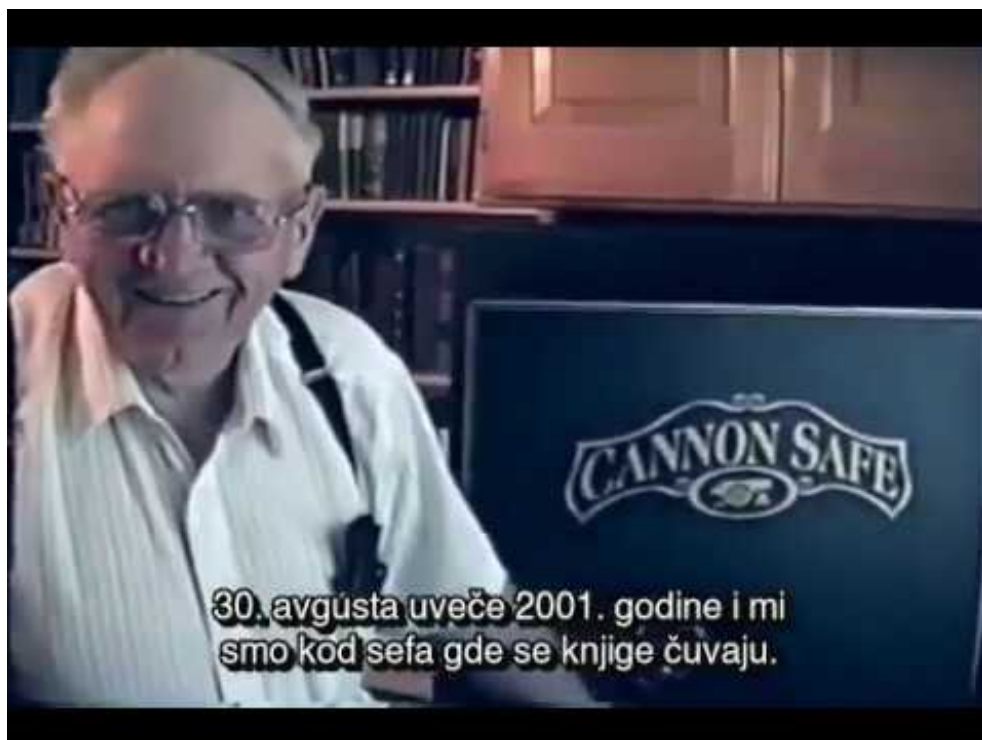 CANNON SAFE
30. avgusta uveče 2001. godine i mi
smo kod sefa gde se knjige čuvaju.